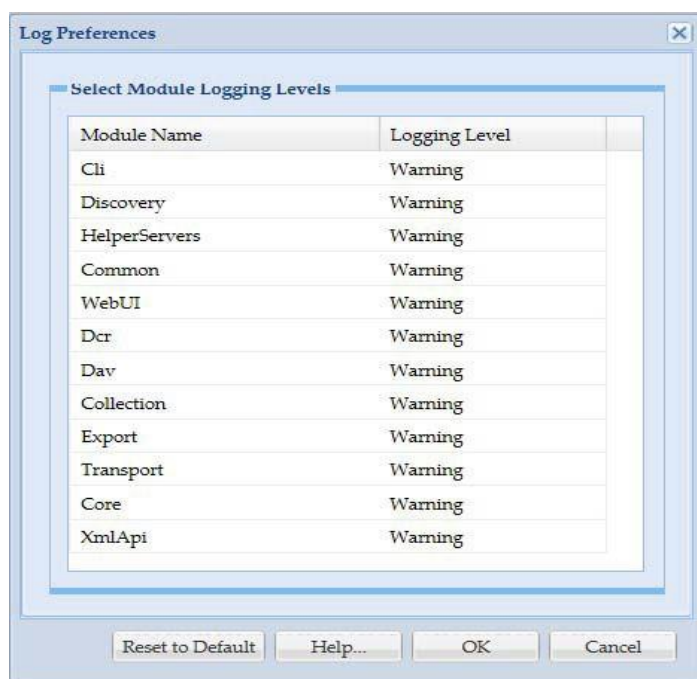 Log Preferences
Select Module Logging Levels
Module Name Logging Level
Cli Warning
Discovery Warning
HelperServers Warning
Common Warning
WebUI Warning
Dcr Warning
Dav Warning
Collection Warning
Export Warning
Transport Warning
Core Warning
XmlApi Warning
Reset to Default Help... OK Cancel